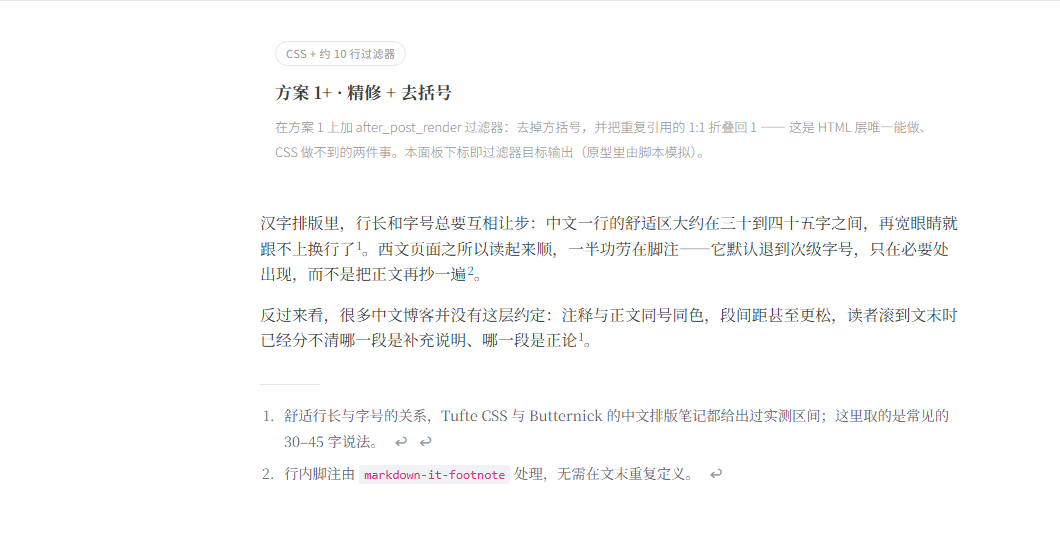 CSS + 约 10 行过滤器
方案 1+ · 精修 + 去括号
在方案 1 上加 after_post_render 过滤器：去掉方括号，并把重复引用的 1:1 折叠回 1 —— 这是 HTML 层唯一能做、
CSS 做不到的两件事。本面板下标即过滤器目标输出（原型里由脚本模拟）。
汉字排版里，行长和字号总要互相让步：中文一行的舒适区大约在三十到四十五字之间，再宽眼睛就
跟不上换行了1。西文页面之所以读起来顺，一半功劳在脚注——它默认退到次级字号，只在必要处
出现，而不是把正文再抄一遍2。
反过来看，很多中文博客并没有这层约定：注释与正文同号同色，段间距甚至更松，读者滚到文末时
已经分不清哪一段是补充说明、哪一段是正论1。
1. 舒适行长与字号的关系，Tufte CSS 与 Butternick 的中文排版笔记都给出过实测区间；这里取的是常见的
30–45 字说法。 ↩ ↩
2. 行内脚注由 markdown-it-footnote 处理，无需在文末重复定义。 ↩